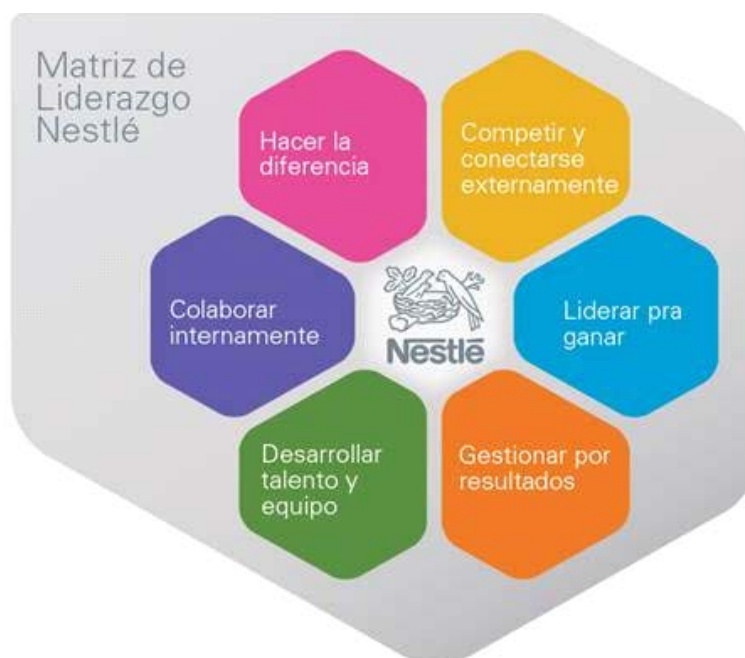 Matriz de
Liderazgo
Nestlé
Hacer la
diferencia
Competir y
conectarse
externamente
Colaborar
internamente
Nestlé
Liderar pra
ganar
Desarrollar
talento y
equipo
Gestionar por
resultados